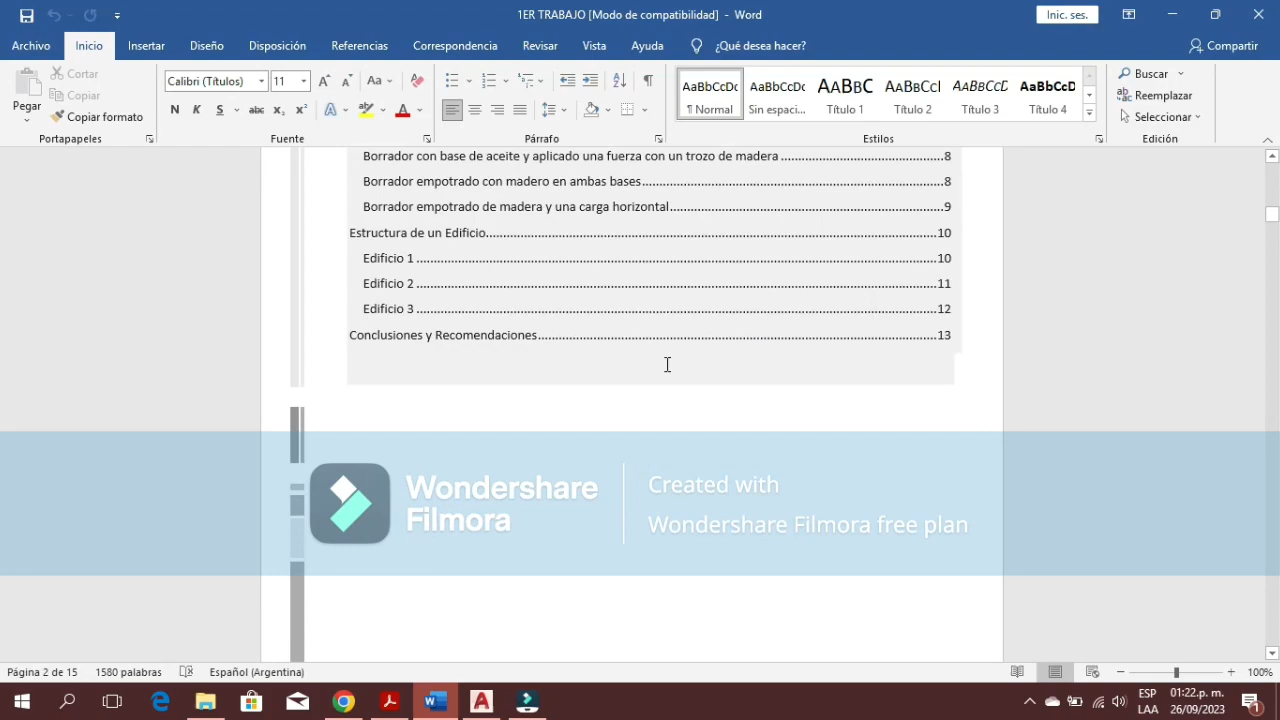 1ER TRABAJO [Modo de compatibilidad] - Word
Inic. ses.
Archivo Inicio Insertar Diseño Disposición Referencias Correspondencia Revisar Vista Ayuda ¿Qué desea hacer? Compartir
Pegar
Cortar
Copiar
Copiar formato
Portapapeles
Calibri (Títulos) 11
Fuente
Párrafo
AaBbCcDc AaBbCcDc AaBbC AaBbCcI AaBbCcD AaBbCcD
¶ Normal Sin espaci... Título 1 Título 2 Título 3 Título 4
Estilos
Buscar
Reemplazar
Seleccionar
Edición
Borrador con base de aceite y aplicado una fuerza con un trozo de madera 8
Borrador empotrado con madero en ambas bases 8
Borrador empotrado de madera y una carga horizontal 9
Estructura de un Edificio 10
Edificio 1 10
Edificio 2 11
Edificio 3 12
Conclusiones y Recomendaciones 13
Wondershare
Filmora
Created with
Wondershare Filmora free plan
Página 2 de 15 1580 palabras Español (Argentina) 100%
ESP
LAA
01:22 p. m.
26/09/2023
1